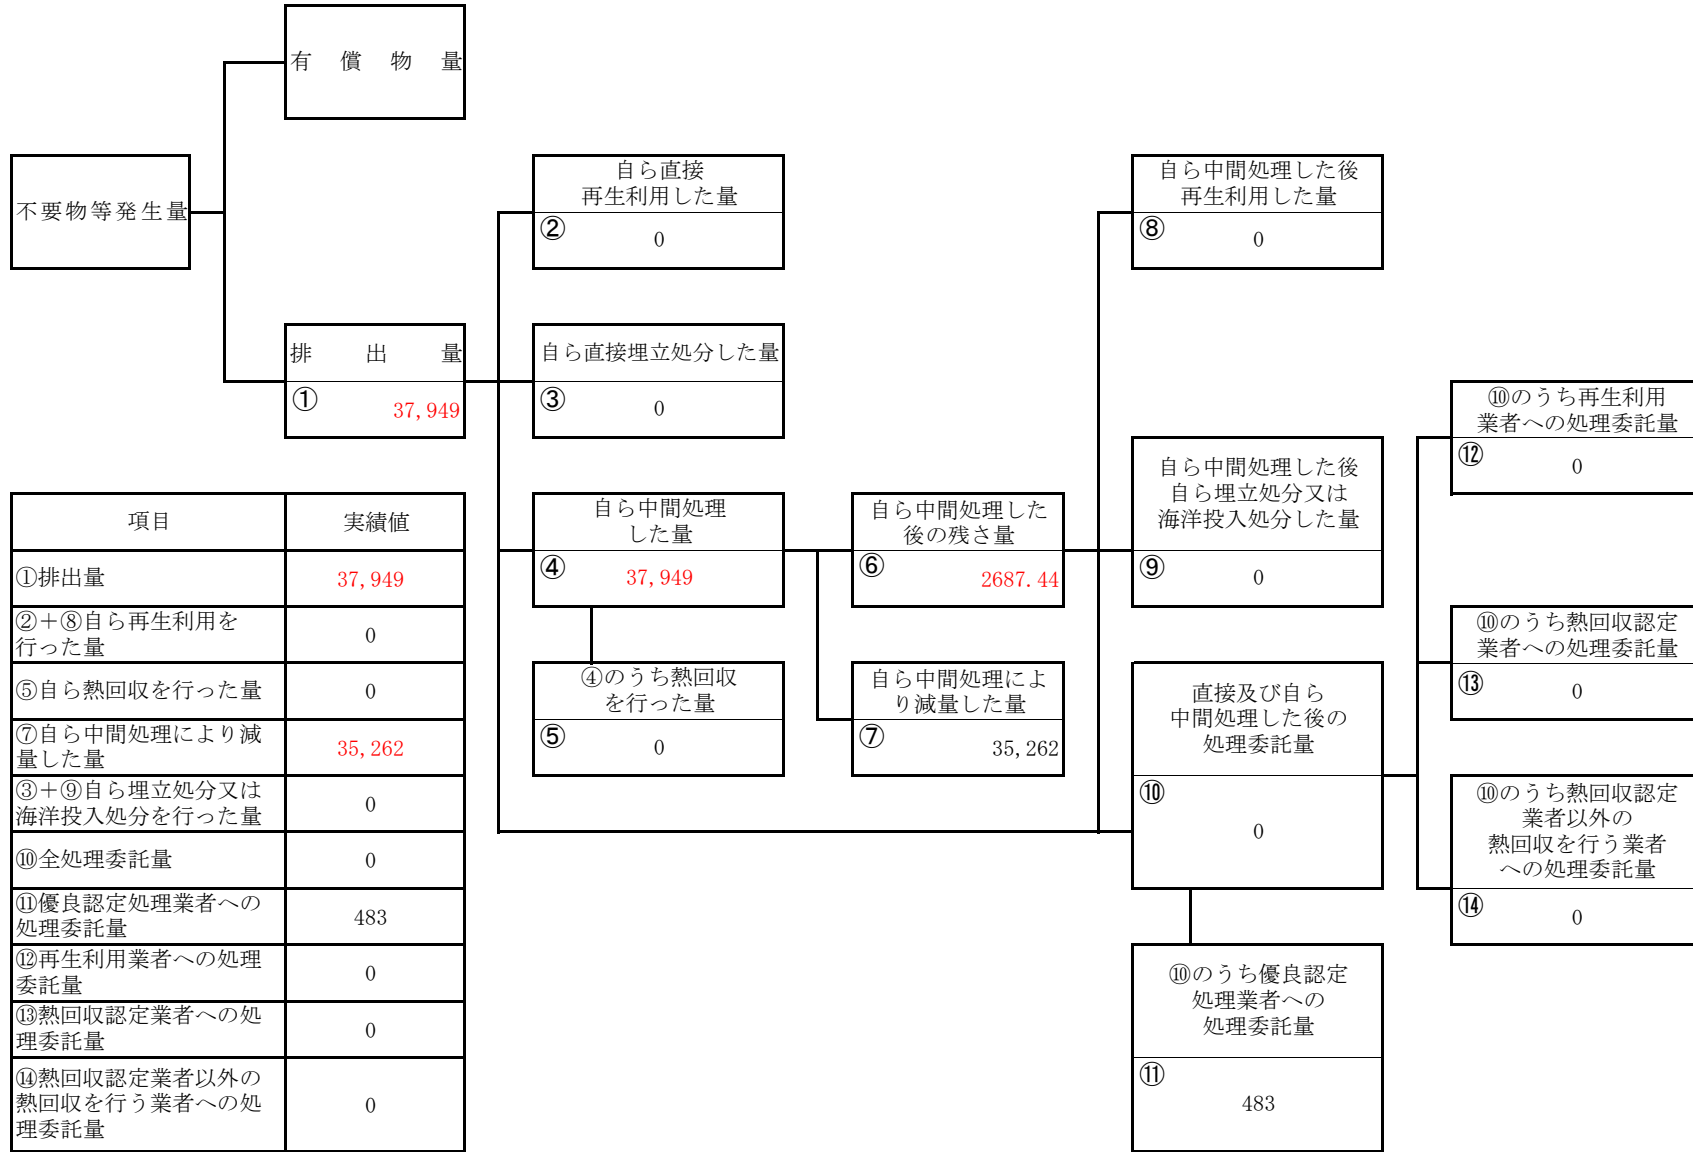 有償物量
不要物等発生量
排出量
① 37,949
自ら直接
再生利用した量
② 0
自ら直接埋立処分した量
③ 0
自ら中間処理
した量
④ 37,949
④のうち熱回収
を行った量
⑤ 0
自ら中間処理した
後の残さ量
⑥ 2687.44
自ら中間処理によ
り減量した量
⑦ 35,262
自ら中間処理した後
再生利用した量
⑧ 0
自ら中間処理した後
自ら埋立処分又は
海洋投入処分した量
⑨ 0
直接及び自ら
中間処理した後の
処理委託量
⑩
0
⑩のうち優良認定
処理業者への
処理委託量
⑪
483
⑩のうち再生利用
業者への処理委託量
⑫ 0
⑩のうち熱回収認定
業者への処理委託量
⑬ 0
⑩のうち熱回収認定
業者以外の
熱回収を行う業者
への処理委託量
⑭ 0
項目 実績値
①排出量 37,949
②+⑧自ら再生利用を
行った量 0
⑤自ら熱回収を行った量 0
⑦自ら中間処理により減
量した量 35,262
③+⑨自ら埋立処分又は
海洋投入処分を行った量 0
⑩全処理委託量 0
⑪優良認定処理業者への
処理委託量 483
⑫再生利用業者への処理
委託量 0
⑬熱回収認定業者への処
理委託量 0
⑭熱回収認定業者以外の
熱回収を行う業者への処
理委託量 0